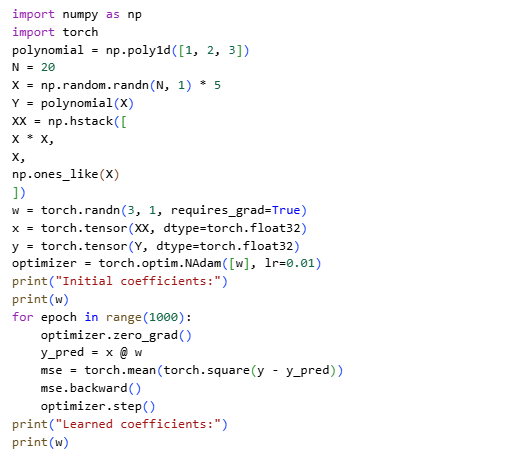 import numpy as np
import torch
polynomial = np.poly1d([1, 2, 3])
N = 20
X = np.random.randn(N, 1) * 5
Y = polynomial(X)
XX = np.hstack([
X * X,
X,
np.ones_like(X)
])
w = torch.randn(3, 1, requires_grad=True)
x = torch.tensor(XX, dtype=torch.float32)
y = torch.tensor(Y, dtype=torch.float32)
optimizer = torch.optim.NAdam([w], lr=0.01)
print("Initial coefficients:")
print(w)
for epoch in range(1000):
    optimizer.zero_grad()
    y_pred = x @ w
    mse = torch.mean(torch.square(y - y_pred))
    mse.backward()
    optimizer.step()
print("Learned coefficients:")
print(w)